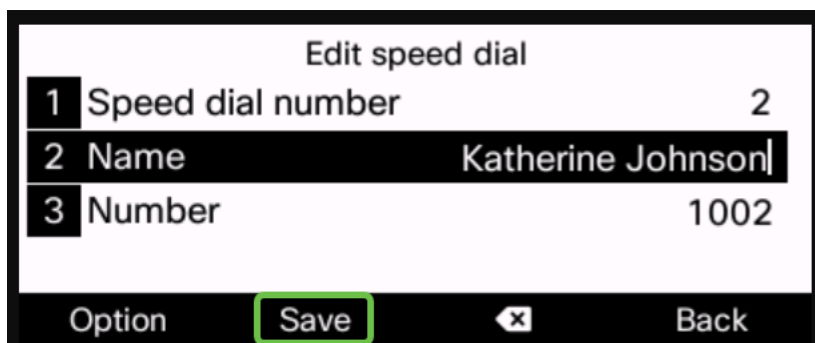 Edit speed dial
1 Speed dial number 2
2 Name Katherine Johnson
3 Number 1002
Option Save Back